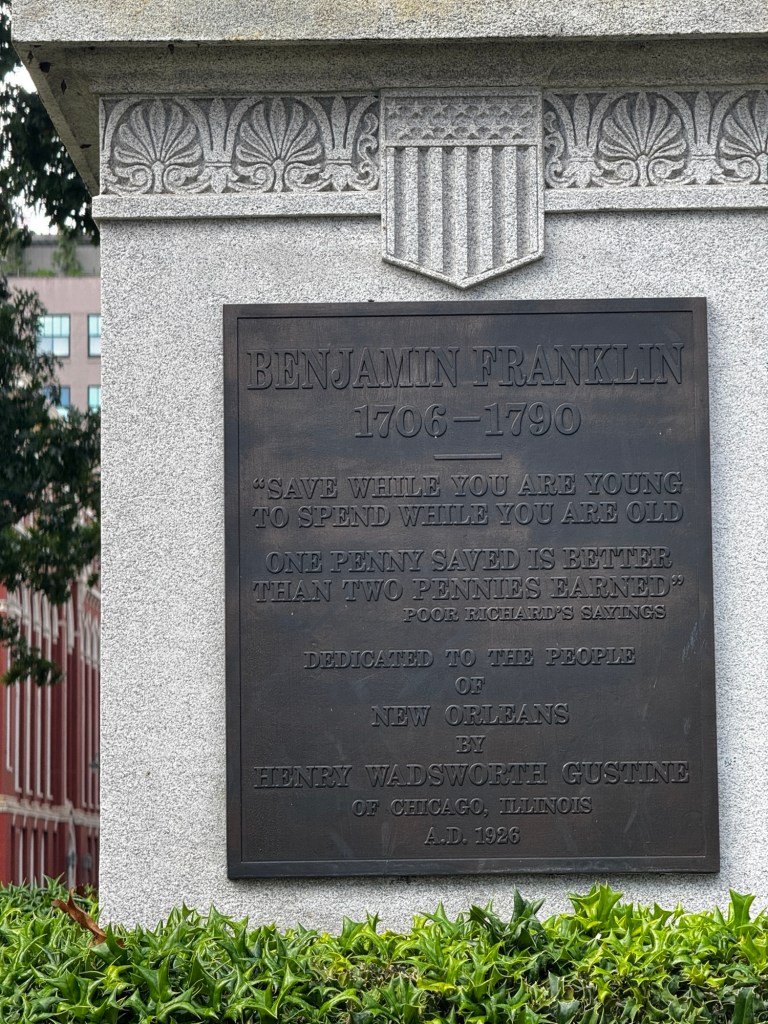 BENJAMIN FRANKLIN
1706–1790
“SAVE WHILE YOU ARE YOUNG
TO SPEND WHILE YOU ARE OLD
ONE PENNY SAVED IS BETTER
THAN TWO PENNIES EARNED”
POOR RICHARD'S SAYINGS
DEDICATED TO THE PEOPLE
OF
NEW ORLEANS
BY
HENRY WADSWORTH GUSTINE
OF CHICAGO, ILLINOIS
A.D. 1926